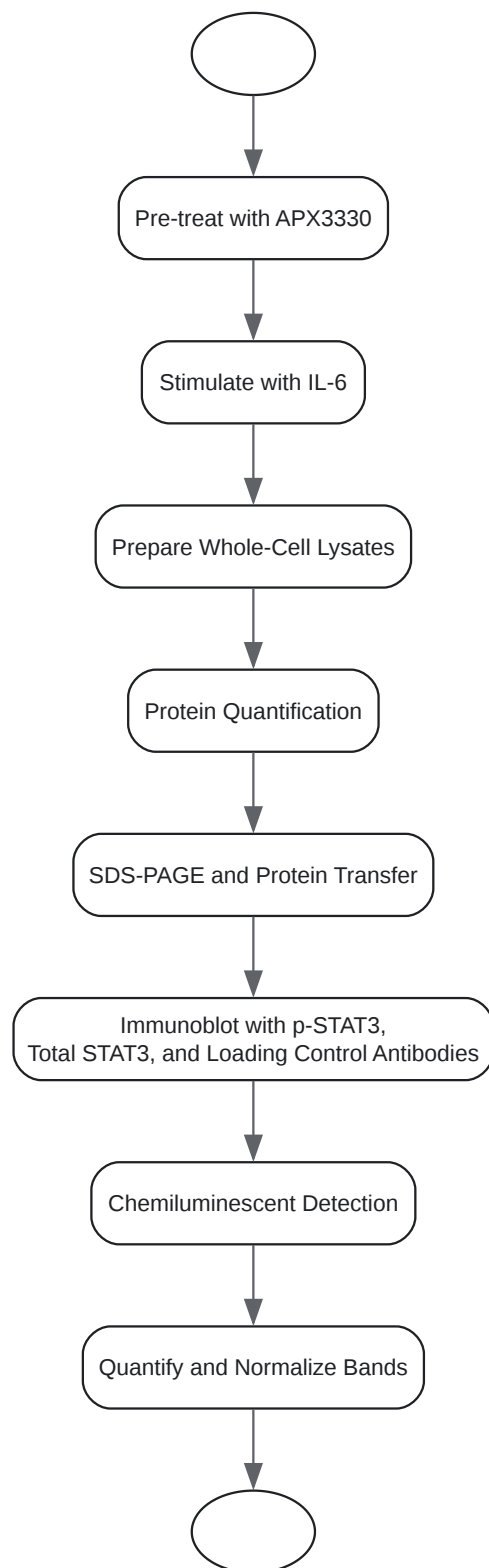 Pre-treat with APX3330
Stimulate with IL-6
Prepare Whole-Cell Lysates
Protein Quantification
SDS-PAGE and Protein Transfer
Immunoblot with p-STAT3,
Total STAT3, and Loading Control Antibodies
Chemiluminescent Detection
Quantify and Normalize Bands